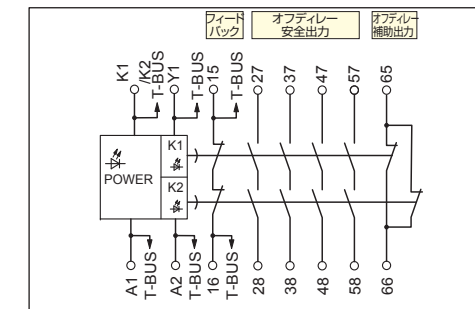 フィード
バック
オフディレー
安全出力
オフディレー
補助出力
K1
/K2
T-BUS
Y1
T-BUS
15
T-BUS
27
37
47
57
65
K1
POWER
K2
A1
T-BUS
A2
T-BUS
16
T-BUS
28
38
48
58
66